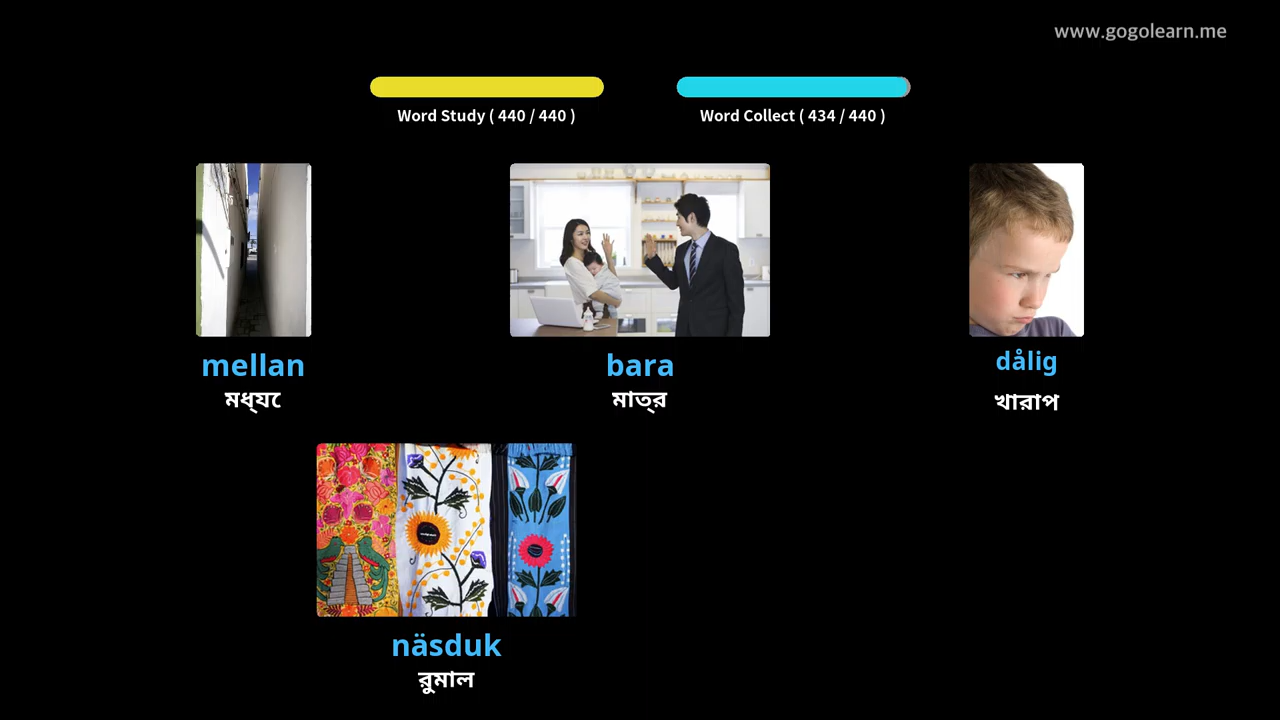 www.gogolearn.me
Word Study ( 440 / 440 )
Word Collect ( 434 / 440 )
mellan
bara
dålig
মধ্যে
মাত্র
খারাপ
näsduk
রুমাল